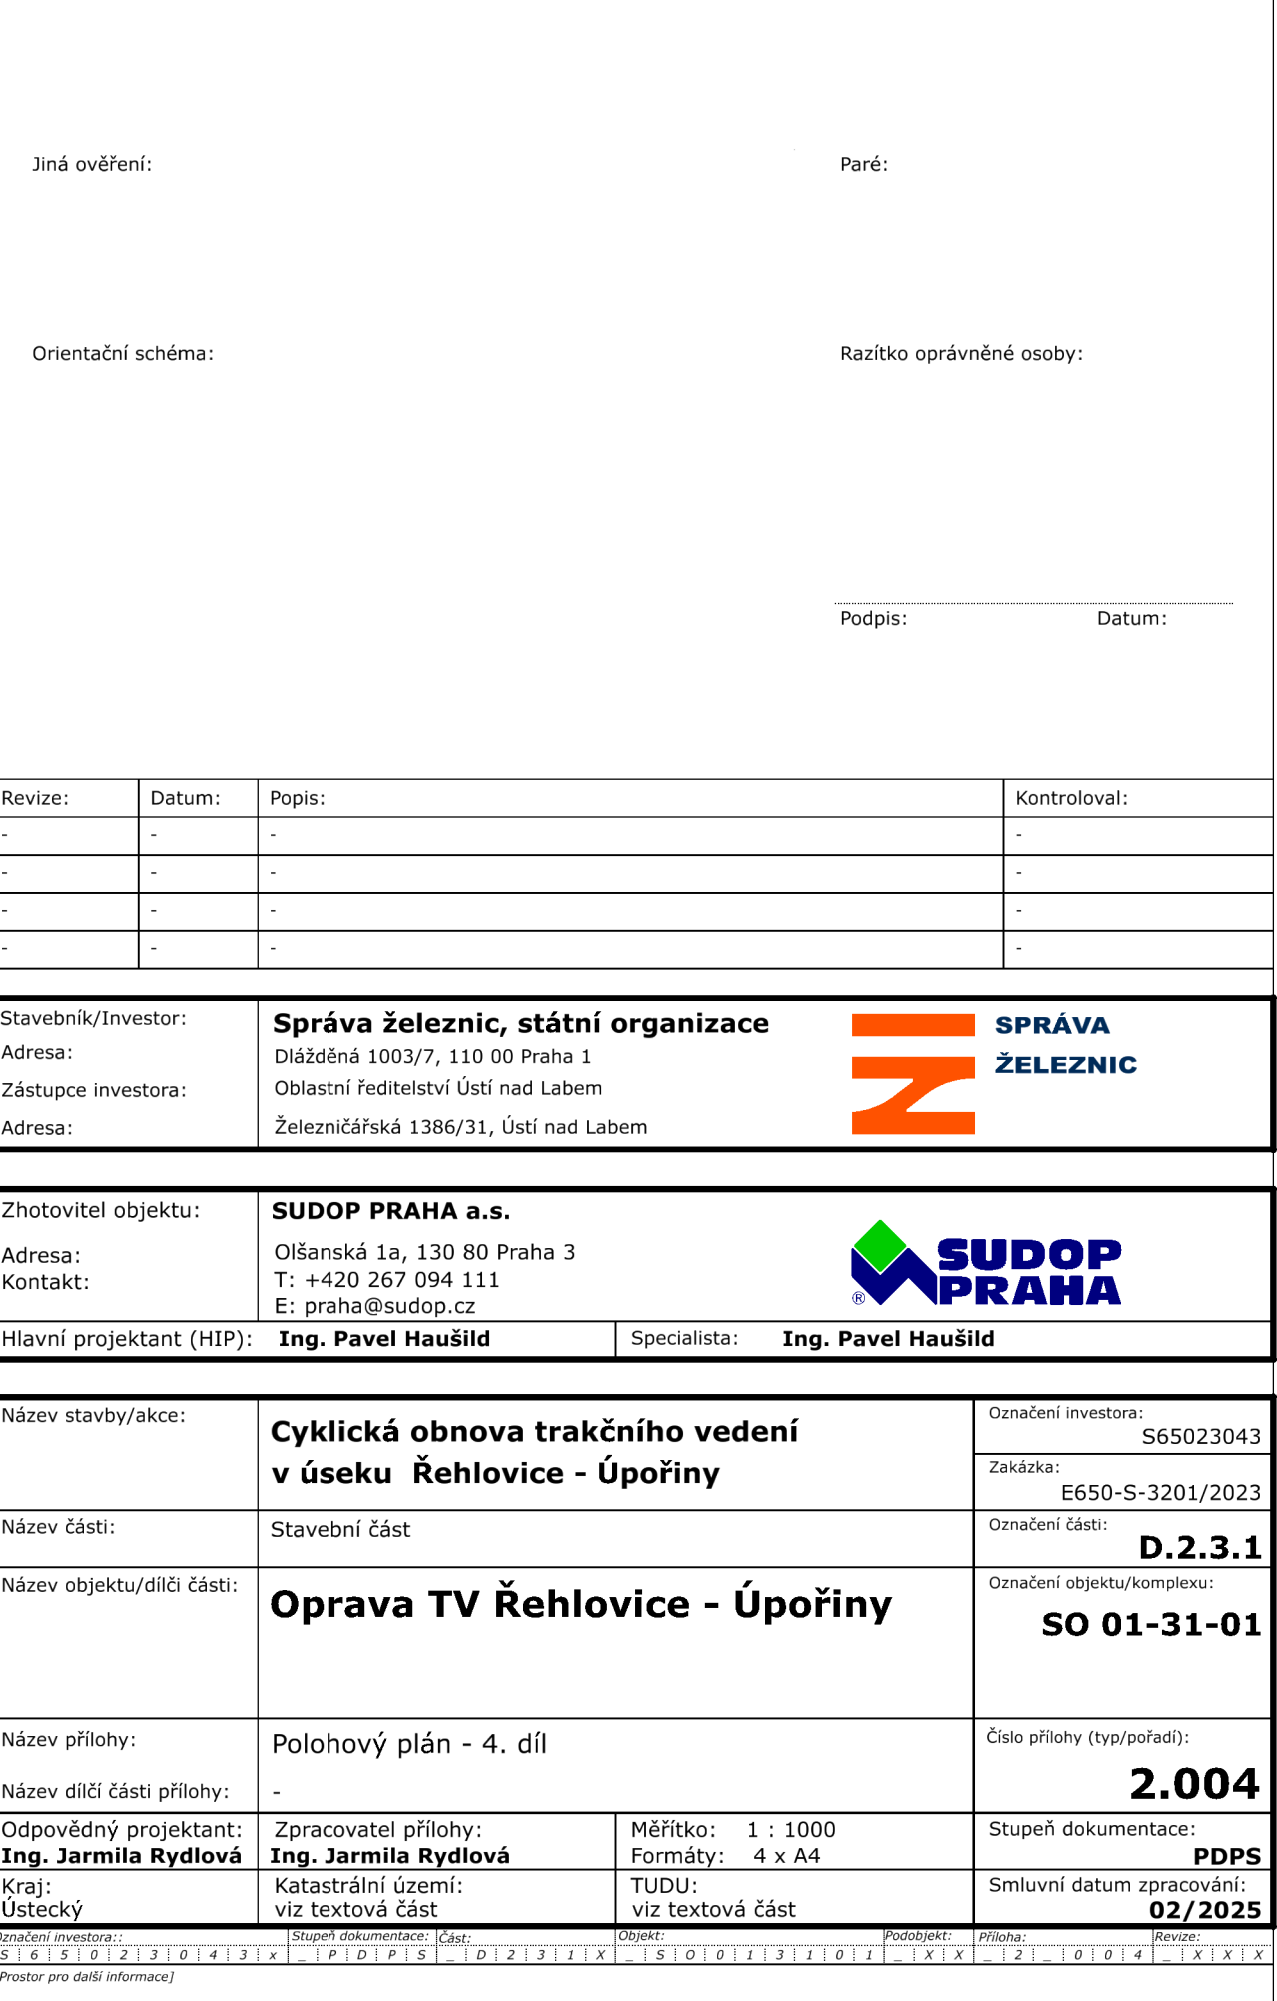 Jiná ověření: Paré:
Orientační schéma: Razítko oprávněné osoby:
Podpis: Datum:
Revize: Datum: Popis: Kontroloval:
- - - -
- - - -
- - - -
- - - -
Stavebník/Investor: Správa železnic, státní organizace
Adresa: Dlážděná 1003/7, 110 00 Praha 1
Zástupce investora: Oblastní ředitelství Ústí nad Labem
Adresa: Železničářská 1386/31, Ústí nad Labem
SPRÁVA
ŽELEZNIC
Zhotovitel objektu: SUDOP PRAHA a.s.
Adresa: Olšanská 1a, 130 80 Praha 3
Kontakt: T: +420 267 094 111
E: praha@sudop.cz
SUDOP
PRAHA
®
Hlavní projektant (HIP): Ing. Pavel Haušild Specialista: Ing. Pavel Haušild
Název stavby/akce: Cyklická obnova trakčního vedení
v úseku Řehlovice - Úpořiny
Označení investora:
S65023043
Zakázka:
E650-S-3201/2023
Název části: Stavební část
Označení části:
D.2.3.1
Název objektu/dílči části: Oprava TV Řehlovice - Úpořiny
Označení objektu/komplexu:
SO 01-31-01
Název přílohy: Polohový plán - 4. díl
Číslo přílohy (typ/pořadí):
2.004
Název dílčí části přílohy: -
Odpovědný projektant: Zpracovatel přílohy: Měřítko: 1 : 1000 Stupeň dokumentace:
Ing. Jarmila Rydlová Ing. Jarmila Rydlová Formáty: 4 x A4 PDPS
Kraj: Katastrální území: TUDU: Smluvní datum zpracování:
Ústecký viz textová část viz textová část 02/2025
značení investora:: Stupeň dokumentace: Část: Objekt: Podobjekt: Příloha: Revize:
S 6 5 0 2 3 0 4 3 x _ P D P S _ D 2 3 1 X _ S O 0 1 3 1 0 1 _ X X _ 2 _ 0 0 4 _ X X X
Prostor pro další informace]